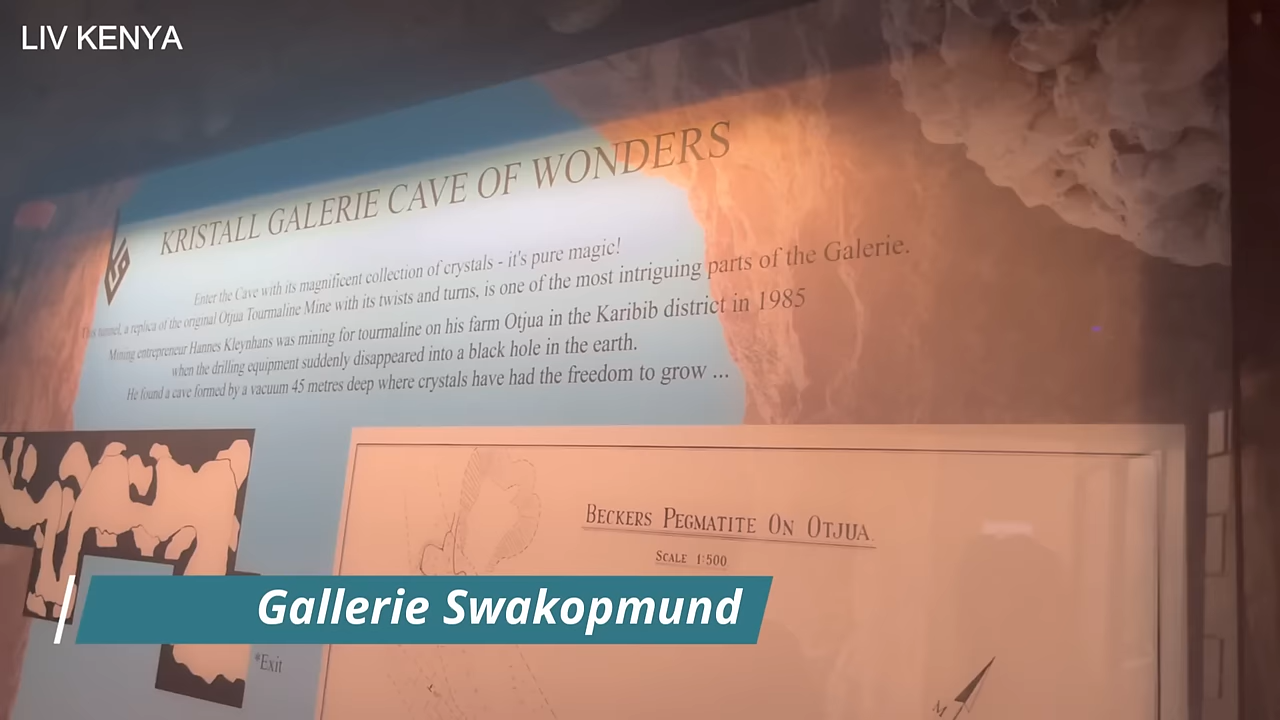 LIV KENYA
KRISTALL GALERIE CAVE OF WONDERS
Enter the Cave with its magnificent collection of crystals - it's pure magic!
This tunnel, a replica of the original Otjua Tourmaline Mine with its twists and turns, is one of the most intriguing parts of the Galerie.
Mining entrepreneur Hannes Kleynhans was mining for tourmaline on his farm Otjua in the Karibib district in 1985
when the drilling equipment suddenly disappeared into a black hole in the earth.
He found a cave formed by a vacuum 45 metres deep where crystals have had the freedom to grow ...
BECKERS PEGMATITE ON OTJUA
SCALE 1:500
Gallerie Swakopmund
*Exit
M